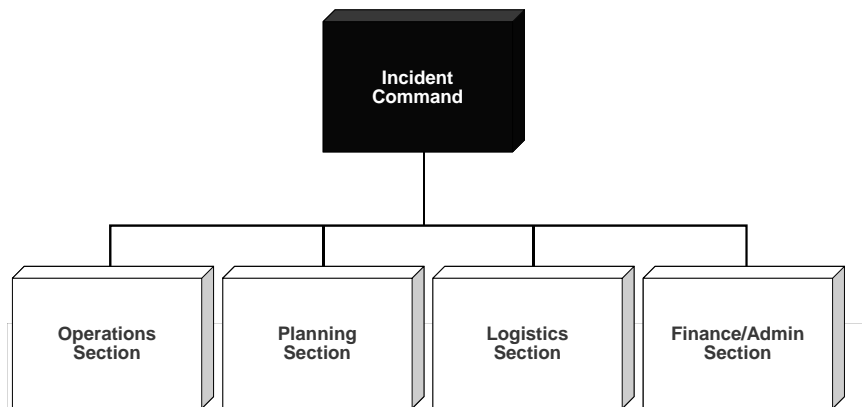 Incident
Command
Operations
Section
Planning
Section
Logistics
Section
Finance/Admin
Section